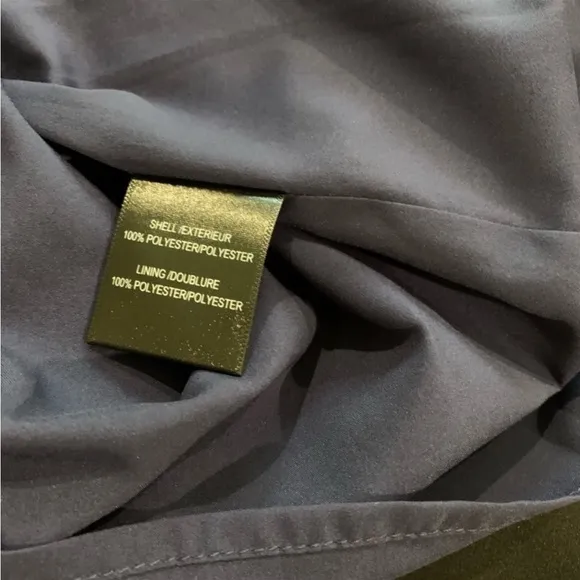 SHELL /EXTERIEUR
100% POLYESTER/POLYESTER
LINING /DOUBLURE
100% POLYESTER/POLYESTER